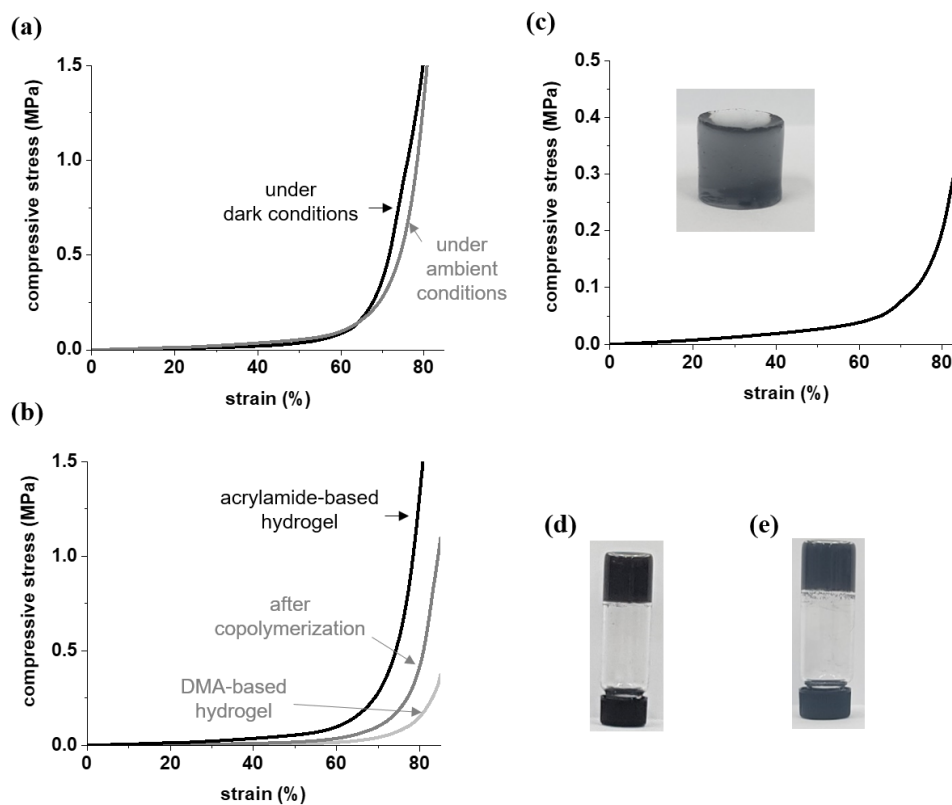 (a)
compressive stress (MPa)
1.5
1.0
0.5
0.0
under
dark conditions
under
ambient
conditions
0 20 40 60 80
strain (%)
(c)
compressive stress (MPa)
0.5
0.4
0.3
0.2
0.1
0.0
0 20 40 60 80
strain (%)
(b)
compressive stress (MPa)
1.5
1.0
0.5
0.0
acrylamide-based
hydrogel
after
copolymerization
DMA-based
hydrogel
0 20 40 60 80
strain (%)
(d)
(e)